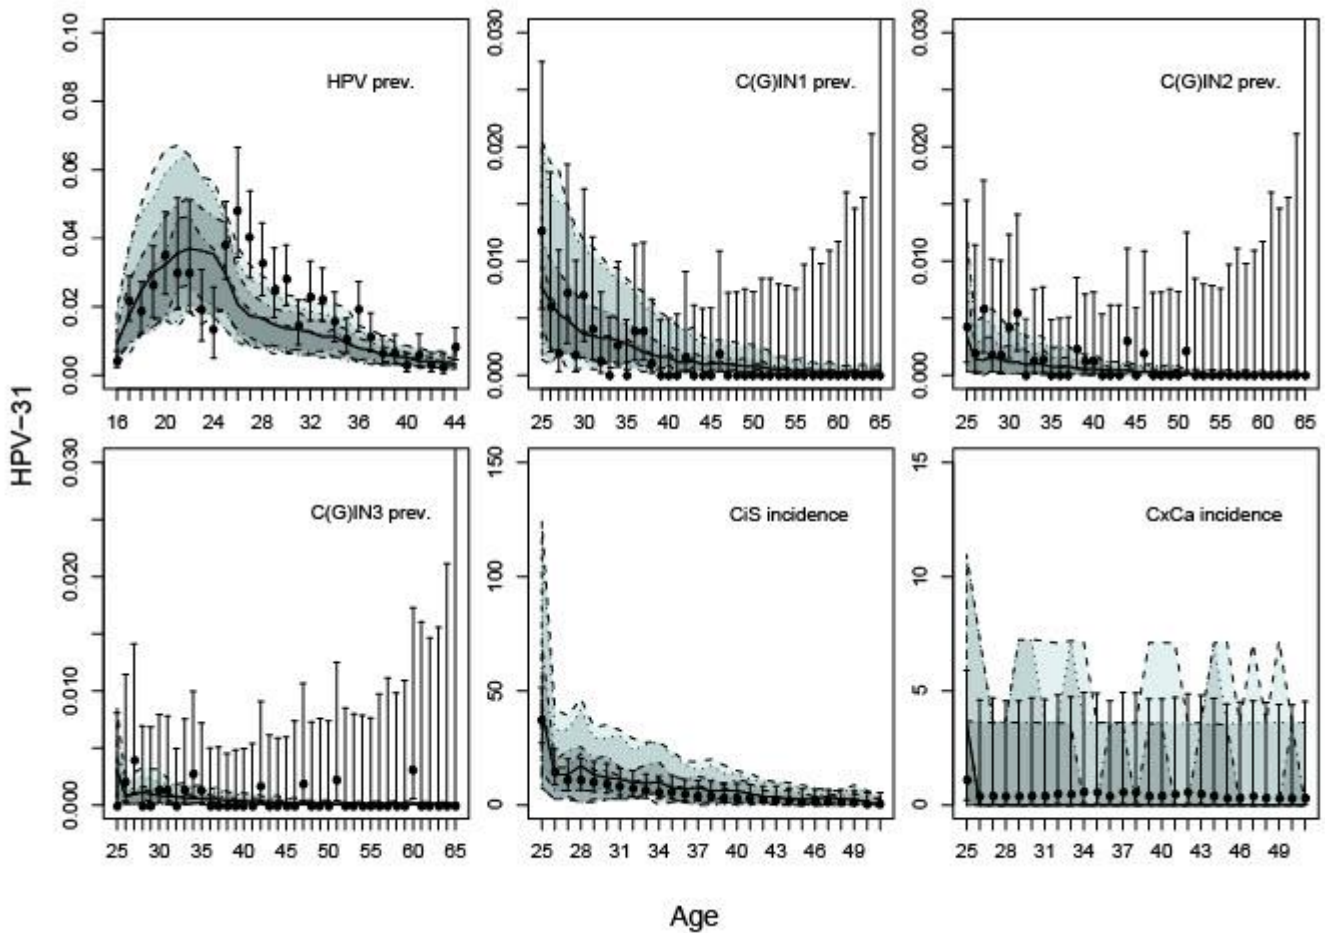 HPV-31
0.00 0.02 0.04 0.06 0.08 0.10
HPV prev.
16 20 24 28 32 36 40 44
0.000 0.010 0.020 0.030
C(G)IN1 prev.
25 30 35 40 45 50 55 60 65
0.000 0.010 0.020 0.030
C(G)IN2 prev.
25 30 35 40 45 50 55 60 65
0.000 0.010 0.020 0.030
C(G)IN3 prev.
25 30 35 40 45 50 55 60 65
0 50 100 150
CiS incidence
25 28 31 34 37 40 43 46 49
0 5 10 15
CxCa incidence
25 28 31 34 37 40 43 46 49
Age